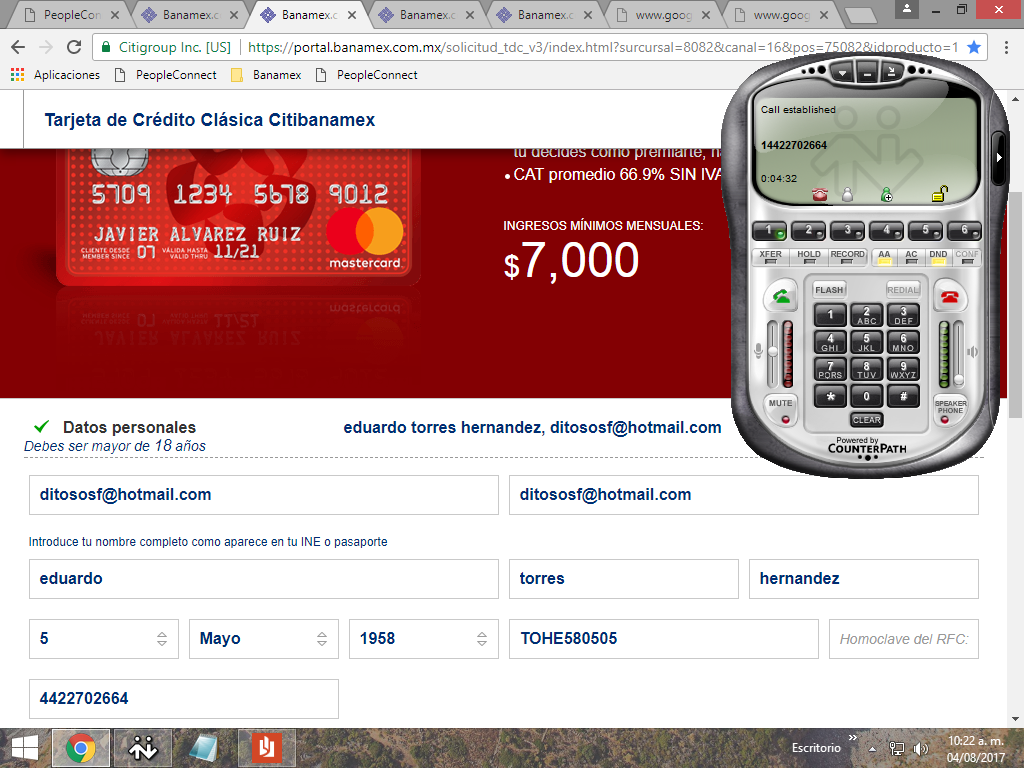 PeopleConn
Banamex.c
Banamex.c
Banamex.c
Banamex.c
www.goog
www.goog
Citigroup Inc. [US]
https://portal.banamex.com.mx/solicitud_tdc_v3/index.html?surcursal=8082&canal=16&pos=75082&idproducto=1
Aplicaciones
PeopleConnect
Banamex
PeopleConnect
Tarjeta de Crédito Clásica Citibanamex
tu decides como premiarte,
• CAT promedio 66.9% SIN IVA
5709 1234 5678 9012
JAVIER ALVAREZ RUIZ
CLIENTE DESDE
MEMBER SINCE
07
VÁLIDA HASTA
VALID THRU
11/21
mastercard.
INGRESOS MÍNIMOS MENSUALES:
$7,000
Call established
14422702664
0:04:32
1 2 3 4 5 6
XFER HOLD RECORD AA AC DND CONF
FLASH REDIAL
1 2 ABC 3 DEF
4 GHI 5 JKL 6 MNO
7 PQRS 8 TUV 9 WXYZ
* 0 #
MUTE
SPEAKER
PHONE
CLEAR
Powered by
COUNTERPATH
Datos personales
eduardo torres hernandez, ditososf@hotmail.com
Debes ser mayor de 18 años
ditososf@hotmail.com
ditososf@hotmail.com
Introduce tu nombre completo como aparece en tu INE o pasaporte
eduardo
torres
hernandez
5
Mayo
1958
TOHE580505
Homoclave del RFC:
4422702664
Escritorio
10:22 a. m.
04/08/2017